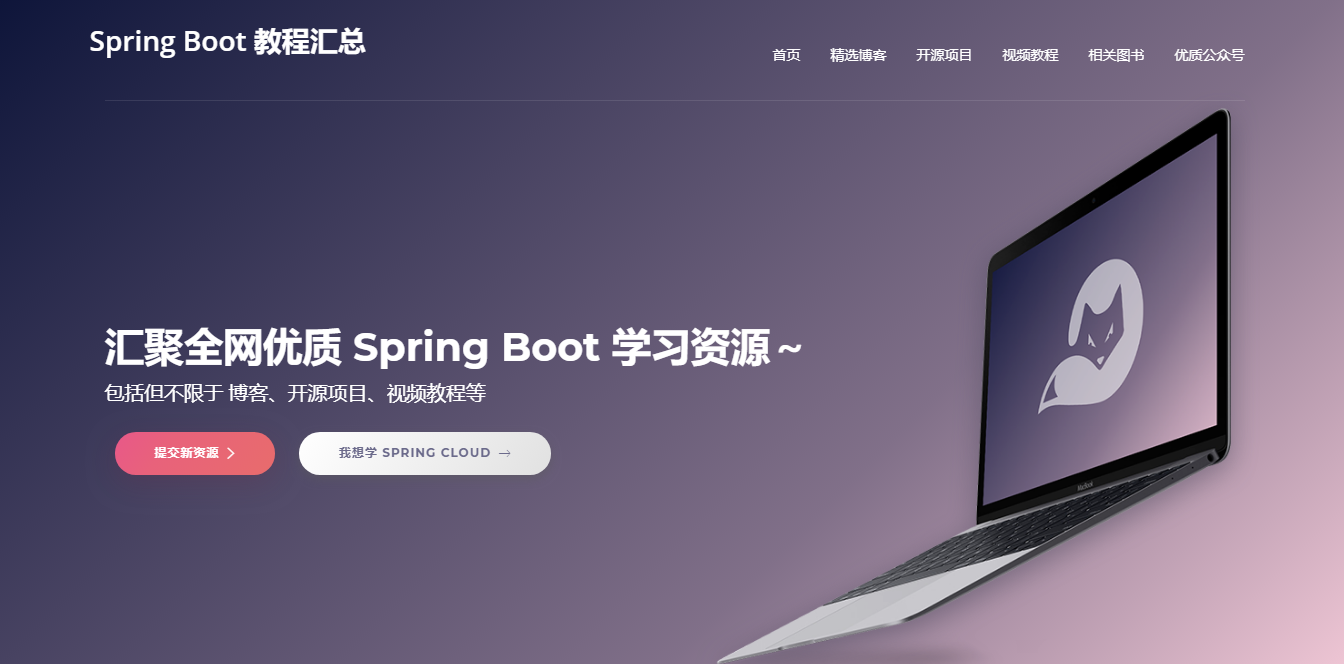 Spring Boot 教程汇总
首页 精选博客 开源项目 视频教程 相关图书 优质公众号
汇聚全网优质 Spring Boot 学习资源~
包括但不限于 博客、开源项目、视频教程等
提交新资源 我想学 SPRING CLOUD →
MacBook